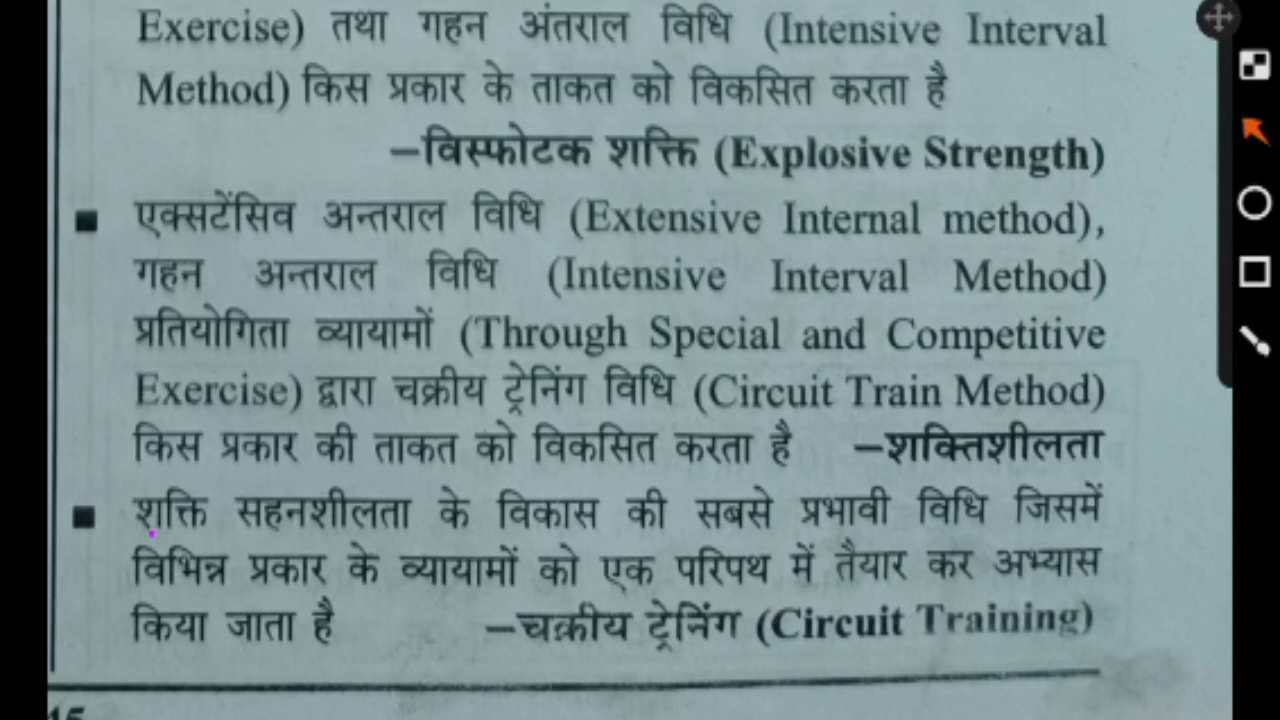 Exercise) तथा गहन अंतराल विधि (Intensive Interval
Method) किस प्रकार के ताकत को विकसित करता है
–विस्फोटक शक्ति (Explosive Strength)
■ एक्सटेंसिव अन्तराल विधि (Extensive Internal method),
गहन अन्तराल विधि (Intensive Interval Method)
प्रतियोगिता व्यायामों (Through Special and Competitive
Exercise) द्वारा चक्रीय ट्रेनिंग विधि (Circuit Train Method)
किस प्रकार की ताकत को विकसित करता है –शक्तिशीलता
■ शक्ति सहनशीलता के विकास की सबसे प्रभावी विधि जिसमें
विभिन्न प्रकार के व्यायामों को एक परिपथ में तैयार कर अभ्यास
किया जाता है –चक्रीय ट्रेनिंग (Circuit Training)